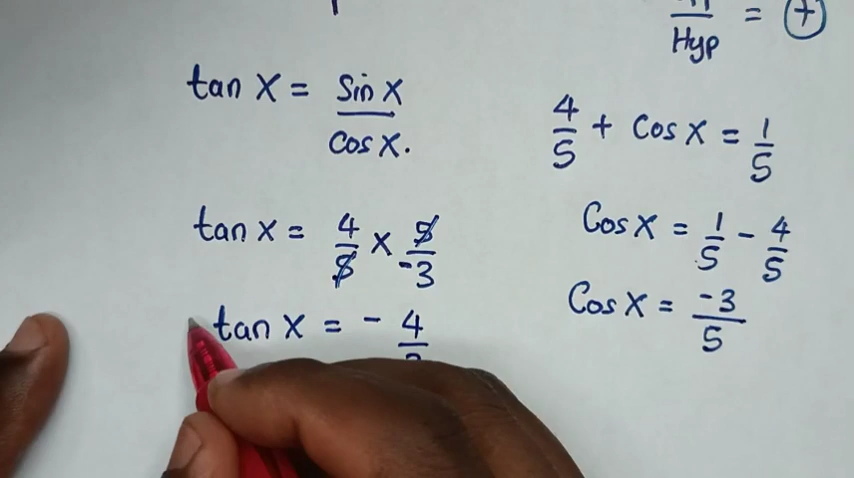 — = (+)
Hyp
tan x = sin x / cos x.
4/5 + cos x = 1/5
tan x = 4/5 × 5/-3
Cos x = 1/5 - 4/5
Cos x = -3/5
tan x = - 4/